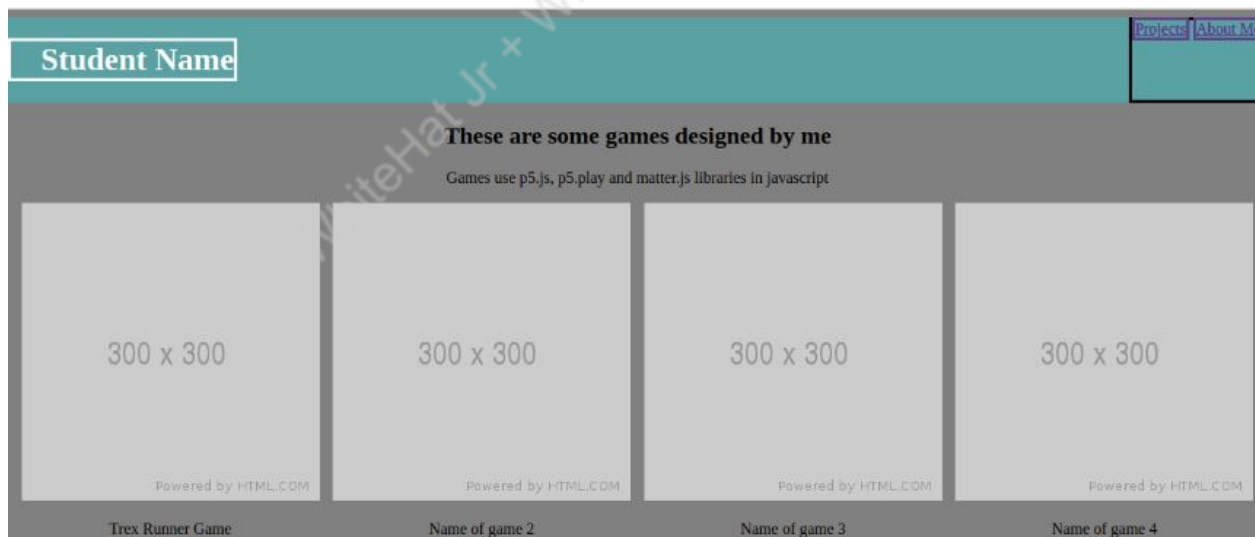 Projects About M
Student Name
WhiteHat Jr + W
These are some games designed by me
Games use p5.js, p5.play and matter.js libraries in javascript
300 x 300 300 x 300 300 x 300 300 x 300
Powered by HTML.COM Powered by HTML.COM Powered by HTML.COM Powered by HTML.COM
Trex Runner Game Name of game 2 Name of game 3 Name of game 4